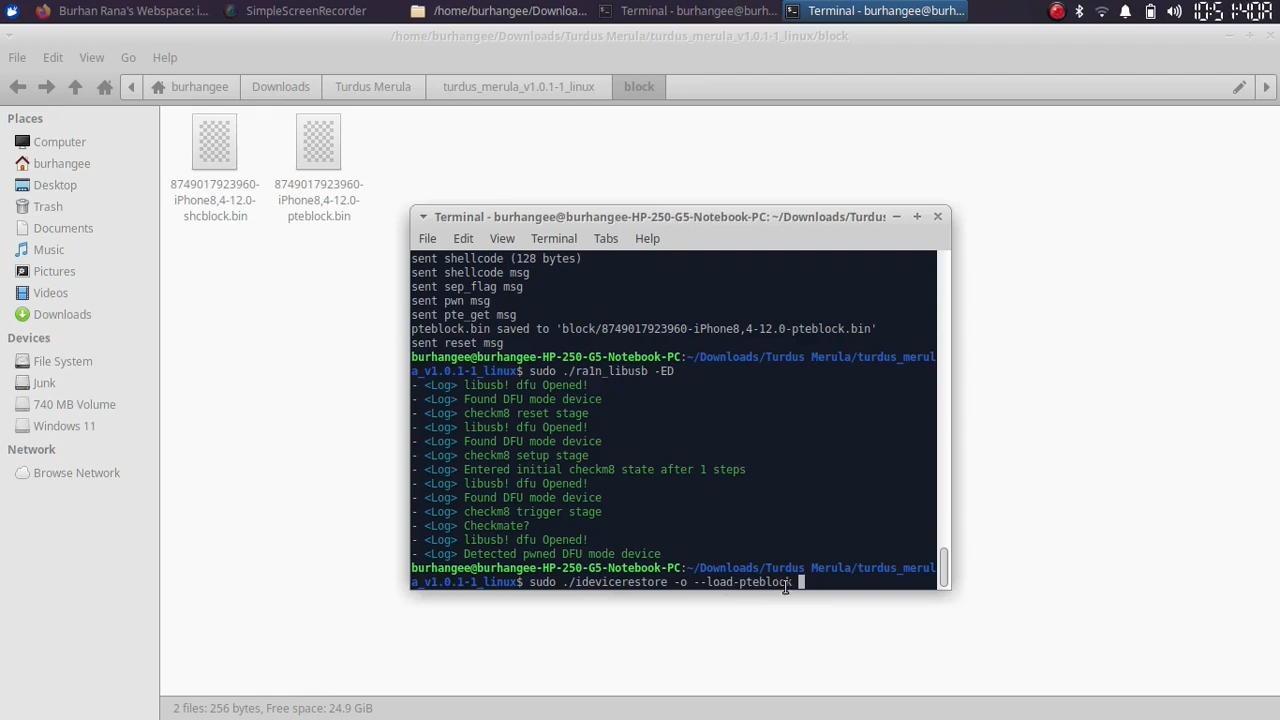 Burhan Rana's Webspace: i...
SimpleScreenRecorder
/home/burhangee/Downloa...
Terminal - burhangee@burh...
Terminal - burhangee@burh...
/home/burhangee/Downloads/Turdus Merula/turdus_merula_v1.0.1-1_linux/block
File Edit View Go Help
burhangee Downloads Turdus Merula turdus_merula_v1.0.1-1_linux block
Places
Computer
burhangee
Desktop
Trash
Documents
Music
Pictures
Videos
Downloads
Devices
File System
Junk
740 MB Volume
Windows 11
Network
Browse Network
8749017923960-
iPhone8,4-12.0-
shcblock.bin
8749017923960-
iPhone8,4-12.0-
pteblock.bin
Terminal - burhangee@burhangee-HP-250-G5-Notebook-PC: ~/Downloads/Turdus
File Edit View Terminal Tabs Help
sent shellcode (128 bytes)
sent shellcode msg
sent sep_flag msg
sent pwn msg
sent pte_get msg
pteblock.bin saved to 'block/8749017923960-iPhone8,4-12.0-pteblock.bin'
sent reset msg
burhangee@burhangee-HP-250-G5-Notebook-PC:~/Downloads/Turdus Merula/turdus_merul
a_v1.0.1-1_linux$ sudo ./ra1n_libusb -ED
- <Log> libusb! dfu Opened!
- <Log> Found DFU mode device
- <Log> checkm8 reset stage
- <Log> libusb! dfu Opened!
- <Log> Found DFU mode device
- <Log> checkm8 setup stage
- <Log> Entered initial checkm8 state after 1 steps
- <Log> libusb! dfu Opened!
- <Log> Found DFU mode device
- <Log> checkm8 trigger stage
- <Log> Checkmate?
- <Log> libusb! dfu Opened!
- <Log> Detected pwned DFU mode device
burhangee@burhangee-HP-250-G5-Notebook-PC:~/Downloads/Turdus Merula/turdus_merul
a_v1.0.1-1_linux$ sudo ./idevicerestore -o --load-pteblock
2 files: 256 bytes, Free space: 24.9 GiB